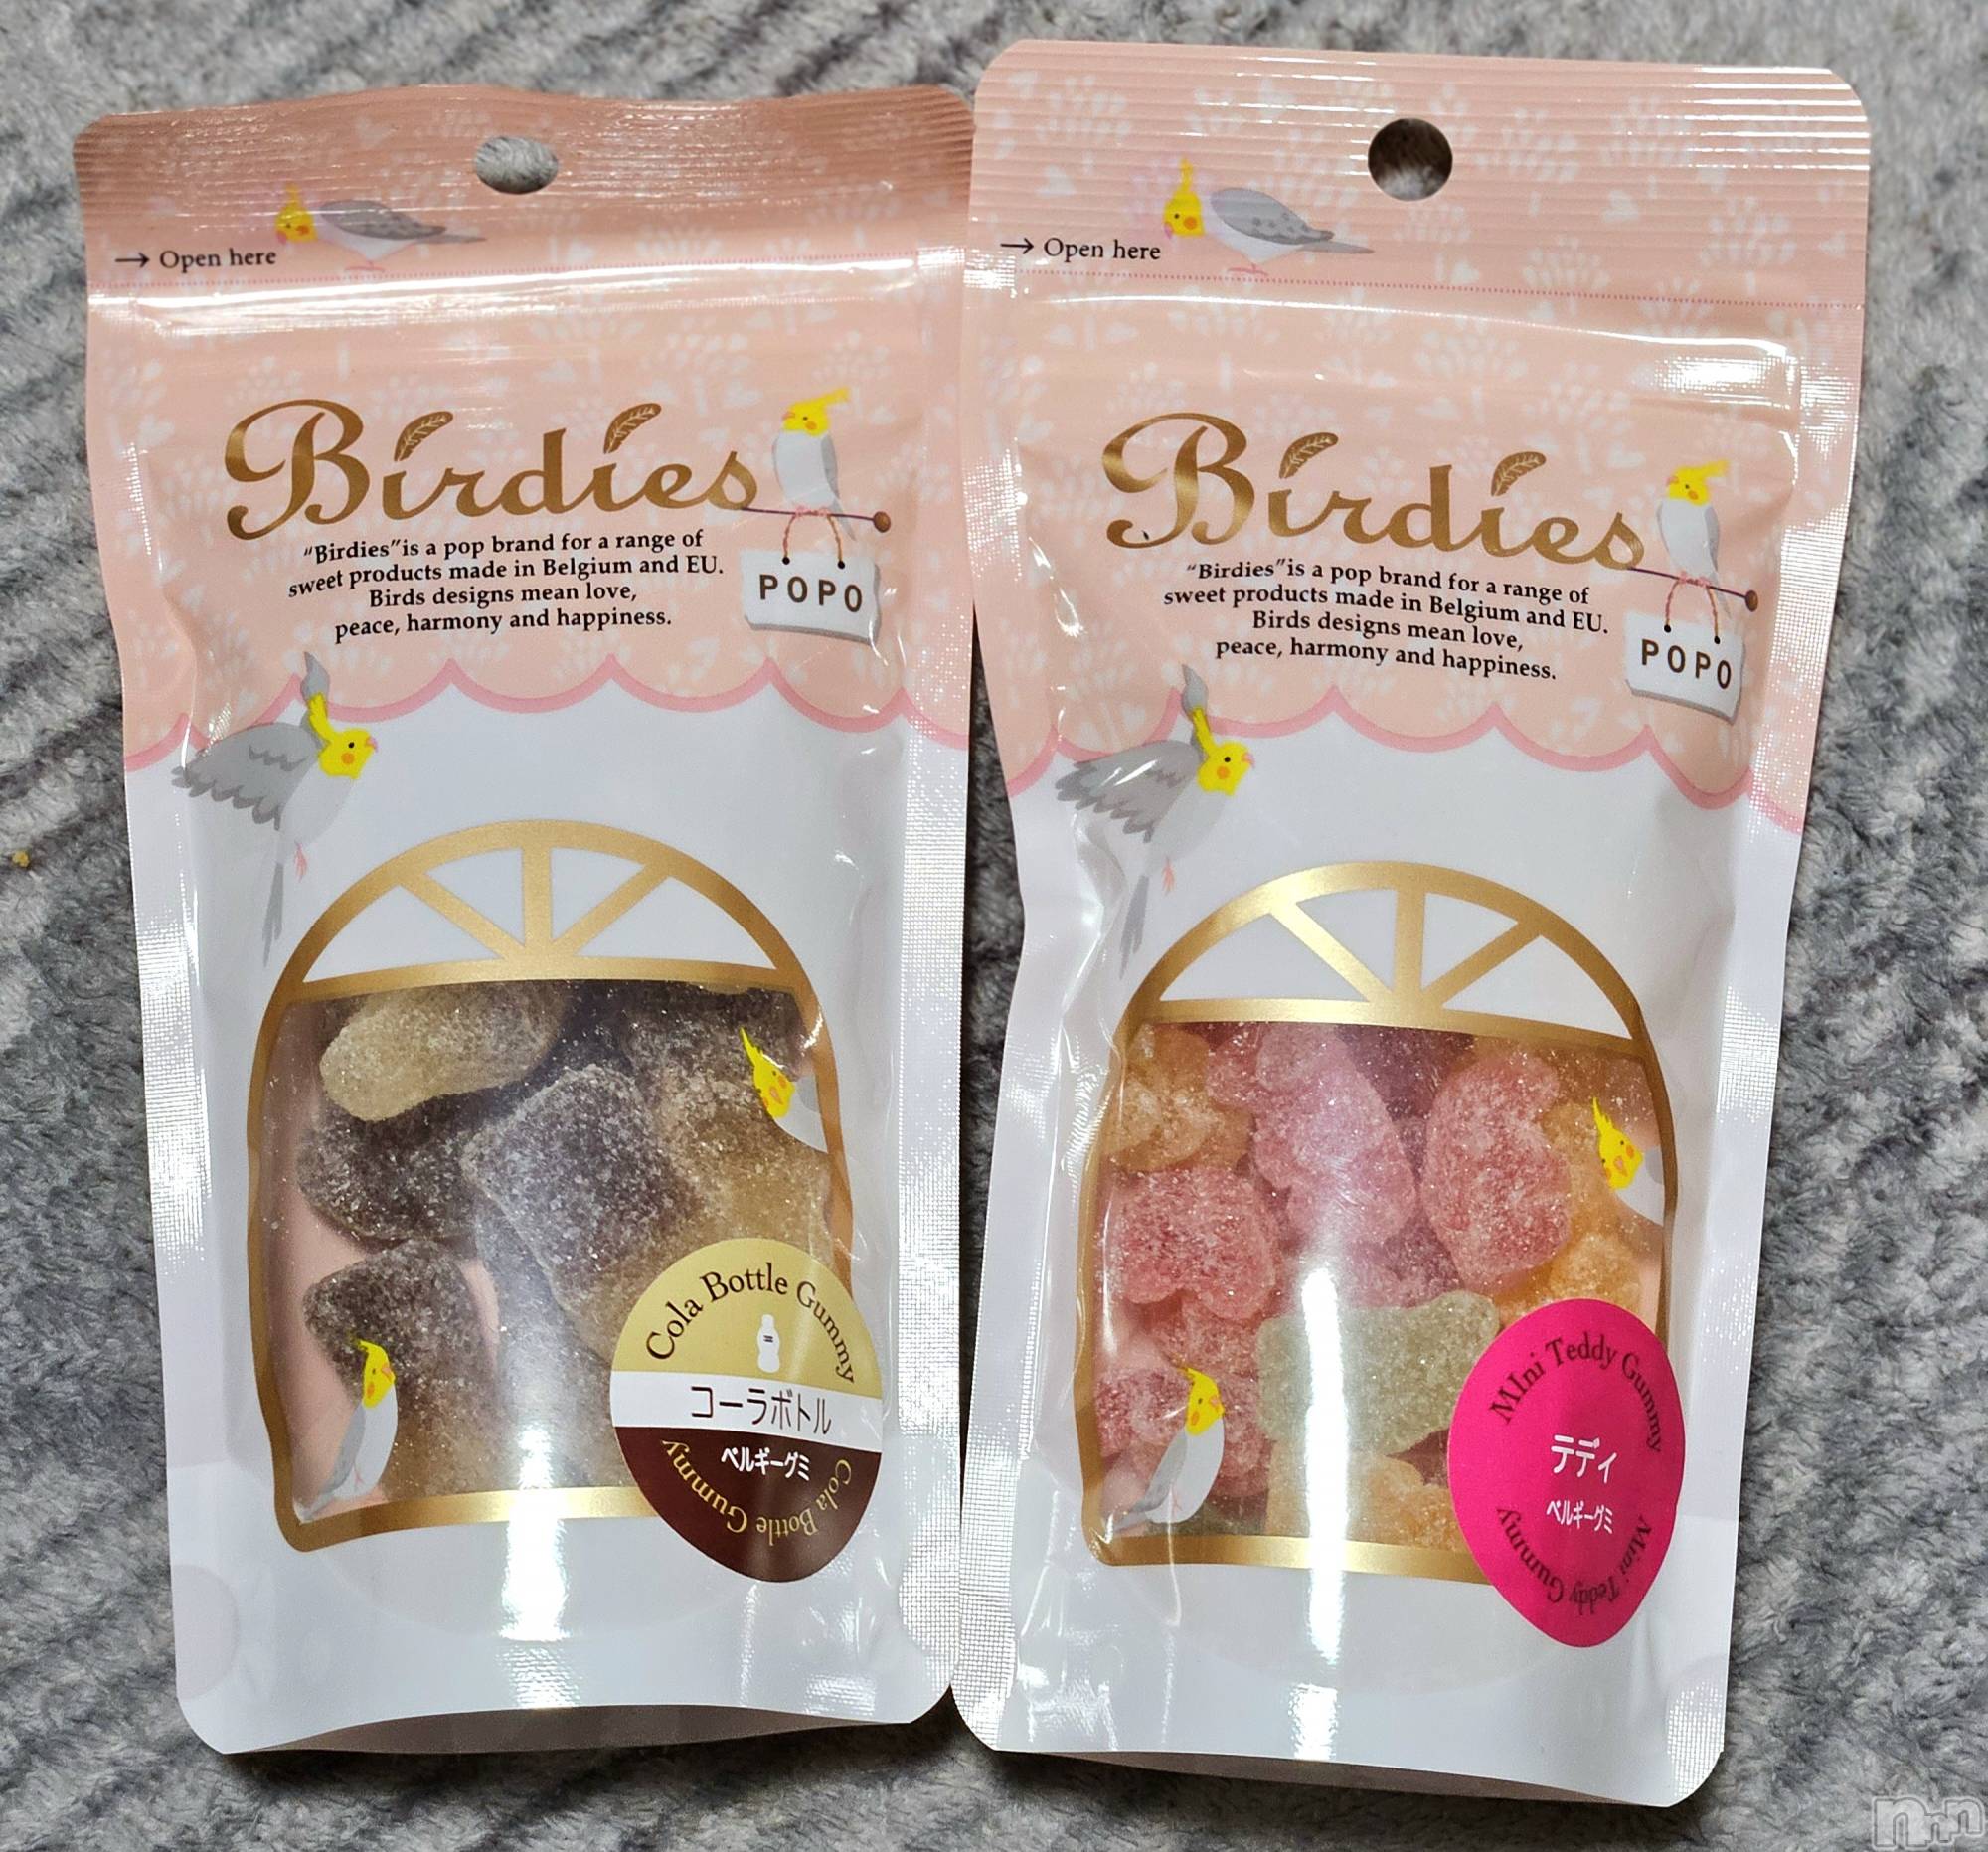 → Open here
Birdies
"Birdies"is a pop brand for a range of
sweet products made in Belgium and EU.
Birds designs mean love,
peace, harmony and happiness.
POPO
Cola Bottle Gummy
コーラボトル
ベルギーグミ
Cola Bottle Gummy
→ Open here
Birdies
"Birdies"is a pop brand for a range of
sweet products made in Belgium and EU.
Birds designs mean love,
peace, harmony and happiness.
POPO
MIni Teddy Gummy
テディ
ベルギーグミ
Mini Teddy Gummy